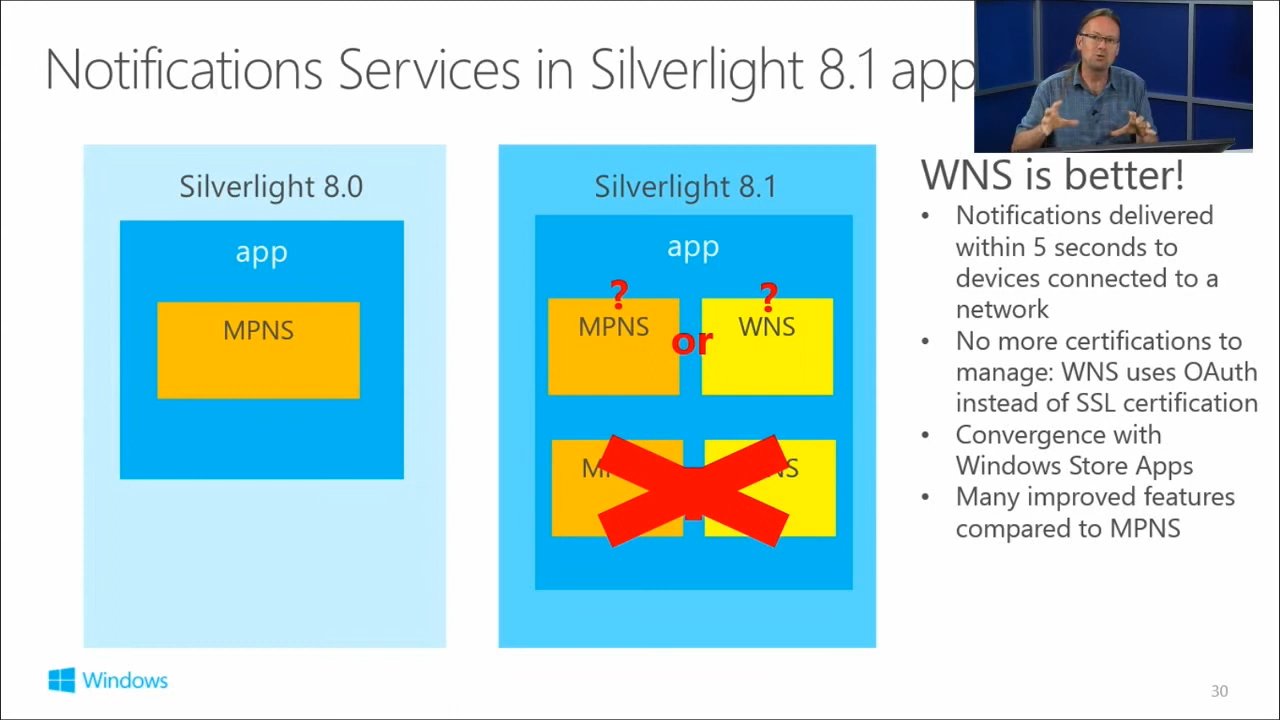 Notifications Services in Silverlight 8.1 app
Silverlight 8.0
app
MPNS
Silverlight 8.1
app
? ?
MPNS or WNS
WNS is better!
• Notifications delivered
within 5 seconds to
devices connected to a
network
• No more certifications to
manage: WNS uses OAuth
instead of SSL certification
• Convergence with
Windows Store Apps
• Many improved features
compared to MPNS
Windows
30